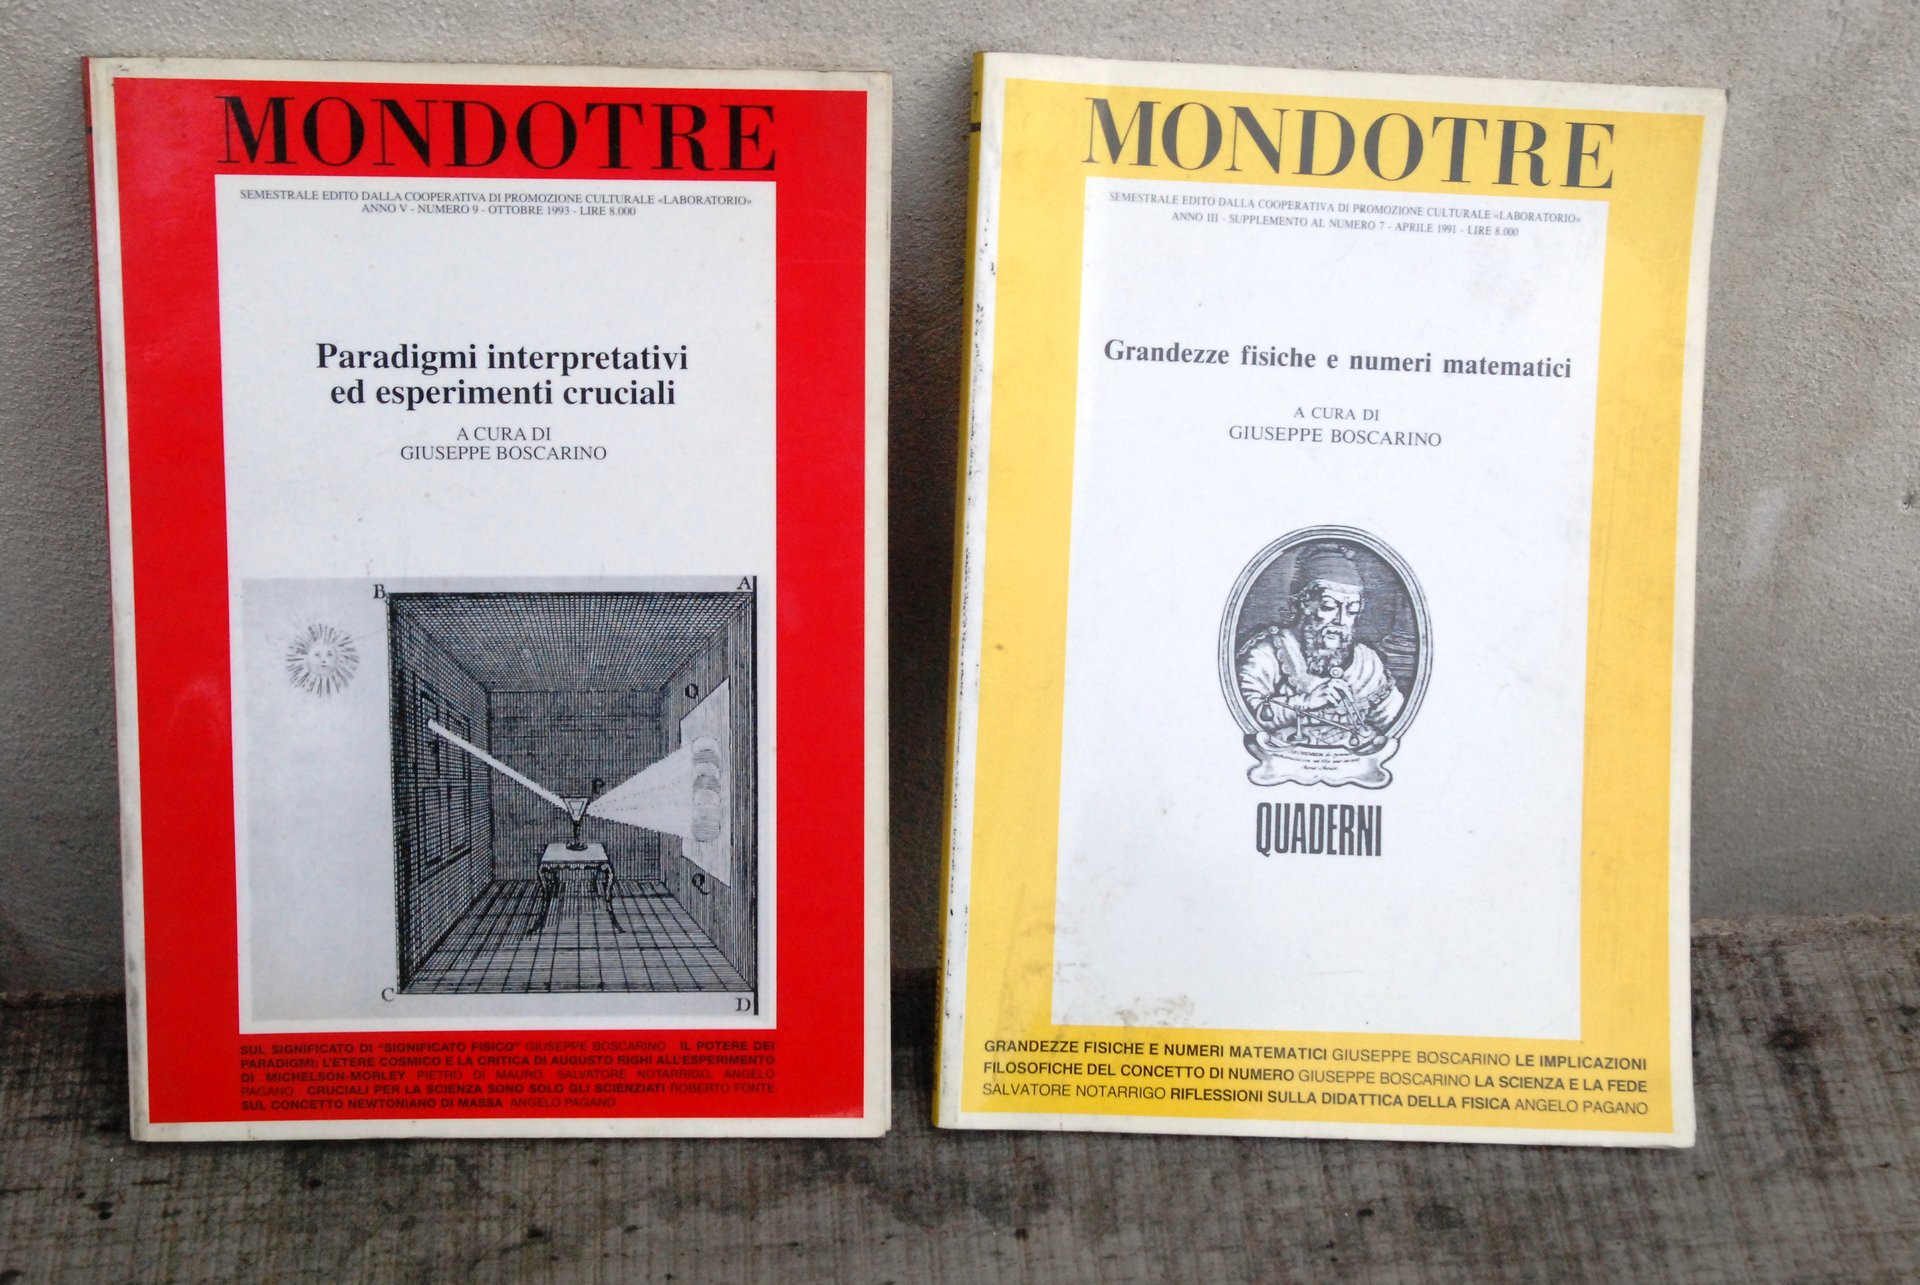 MONDOTRE
SEMESTRALE EDITO DALLA COOPERATIVA DI PROMOZIONE CULTURALE «LABORATORIO»
ANNO V - NUMERO 9 - OTTOBRE 1993 - LIRE 8.000
Paradigmi interpretativi
ed esperimenti cruciali
A CURA DI
GIUSEPPE BOSCARINO
B
A
O
P
Q
C
D
SUL SIGNIFICATO DI "SIGNIFICATO FISICO" GIUSEPPE BOSCARINO IL POTERE DEI
PARADIGMI: L'ETERE COSMICO E LA CRITICA DI AUGUSTO RIGHI ALL'ESPERIMENTO
DI MICHELSON-MORLEY PIETRO DI MAURO, SALVATORE NOTARRIGO, ANGELO
PAGANO CRUCIALI PER LA SCIENZA SONO SOLO GLI SCIENZIATI ROBERTO FONTE
SUL CONCETTO NEWTONIANO DI MASSA ANGELO PAGANO
MONDOTRE
SEMESTRALE EDITO DALLA COOPERATIVA DI PROMOZIONE CULTURALE «LABORATORIO»
ANNO III - SUPPLEMENTO AL NUMERO 7 - APRILE 1991 - LIRE 8.000
Grandezze fisiche e numeri matematici
A CURA DI
GIUSEPPE BOSCARINO
QUADERNI
GRANDEZZE FISICHE E NUMERI MATEMATICI GIUSEPPE BOSCARINO LE IMPLICAZIONI
FILOSOFICHE DEL CONCETTO DI NUMERO GIUSEPPE BOSCARINO LA SCIENZA E LA FEDE
SALVATORE NOTARRIGO RIFLESSIONI SULLA DIDATTICA DELLA FISICA ANGELO PAGANO